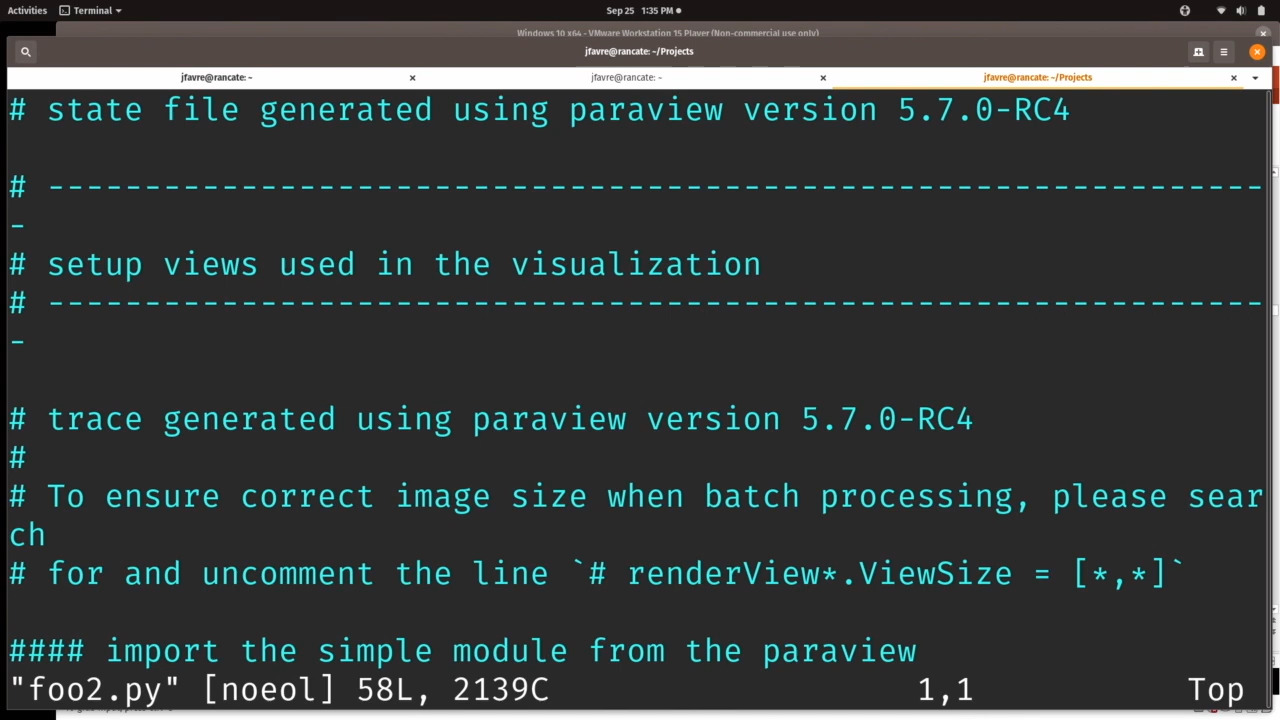 Activities
Terminal
Sep 25 1:35 PM
Windows 10 x64 - VMware Workstation 15 Player (Non-commercial use only)
jfavre@rancate: ~/Projects
jfavre@rancate: ~
jfavre@rancate: ~
jfavre@rancate: ~/Projects
# state file generated using paraview version 5.7.0-RC4
# ---------------------------------------------------------------
-
# setup views used in the visualization
# ---------------------------------------------------------------
-
# trace generated using paraview version 5.7.0-RC4
#
# To ensure correct image size when batch processing, please sear
ch
# for and uncomment the line `# renderView*.ViewSize = [*,*]`
#### import the simple module from the paraview
"foo2.py" [noeol] 58L, 2139C 1,1 Top